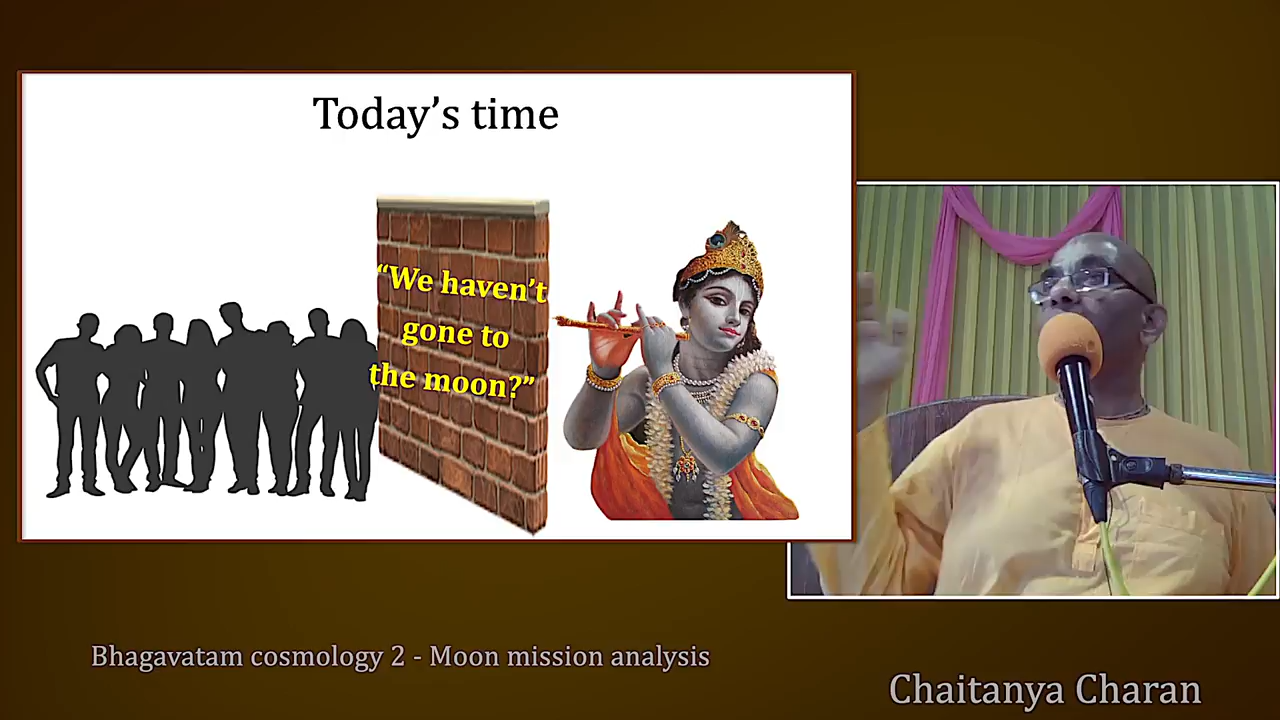 Today’s time
“We haven’t
gone to
the moon?”
Bhagavatam cosmology 2 - Moon mission analysis
Chaitanya Charan